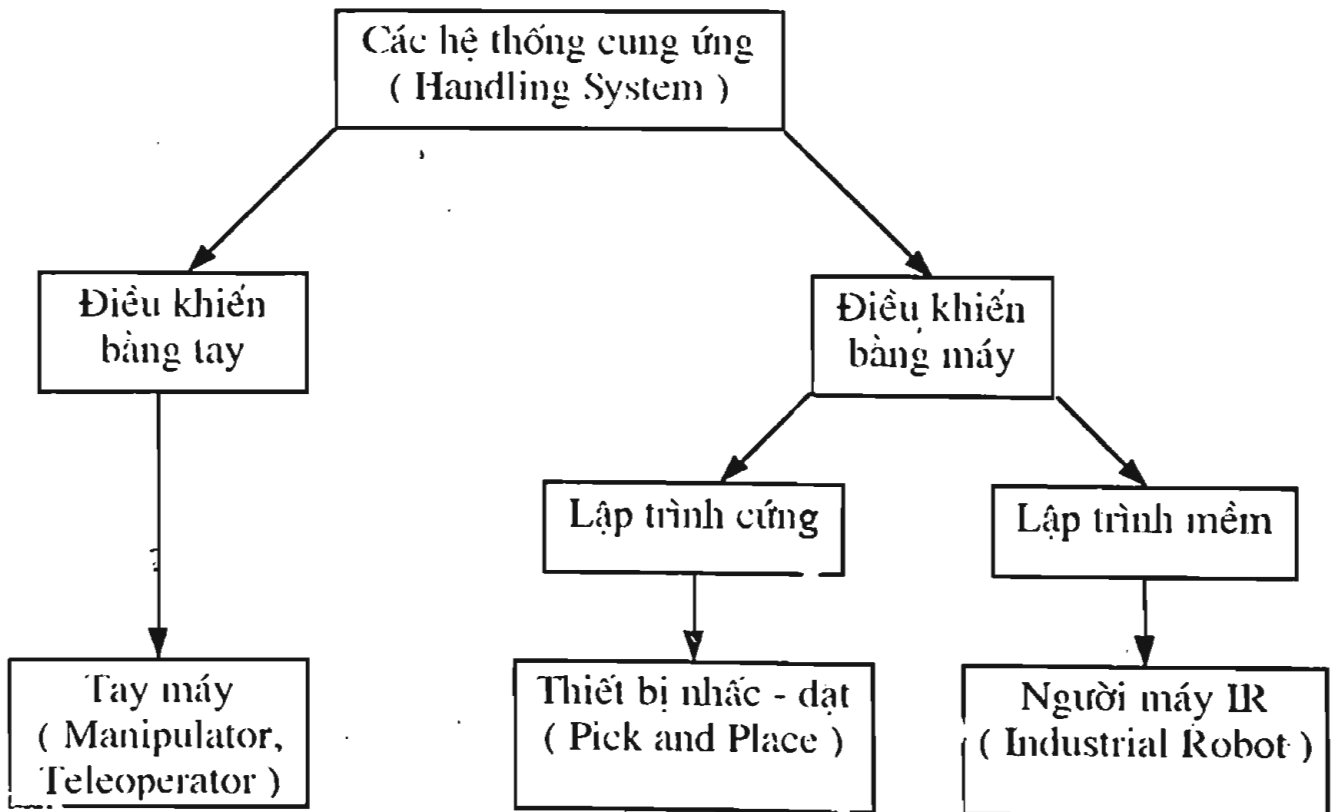 Các hệ thống cung ứng
( Handling System )
Điều khiển
bằng tay
Điều khiển
bằng máy
Lập trình cứng
Lập trình mềm
Tay máy
( Manipulator,
Teleoperator )
Thiết bị nhấc - đặt
( Pick and Place )
Người máy IR
( Industrial Robot )